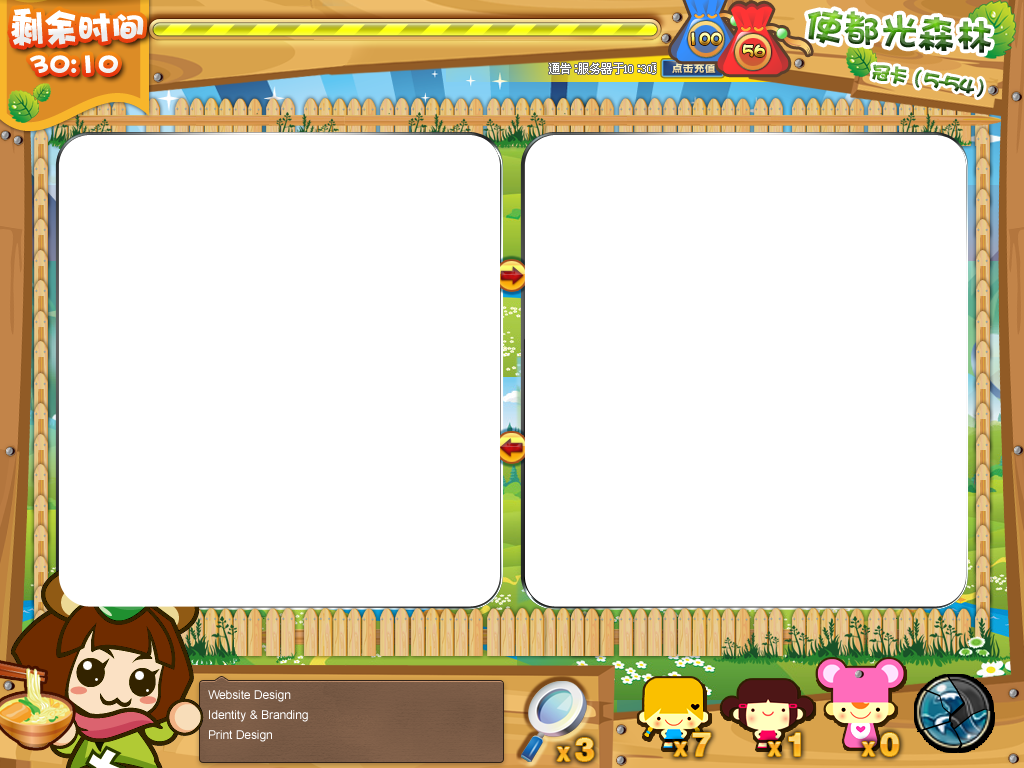 剩余时间
30:10
100
56
点击充值
通告:服务器于10:30
使都光森林
冠卡(5-54)
Website Design
Identity & Branding
Print Design
x3
x7
x1
x0